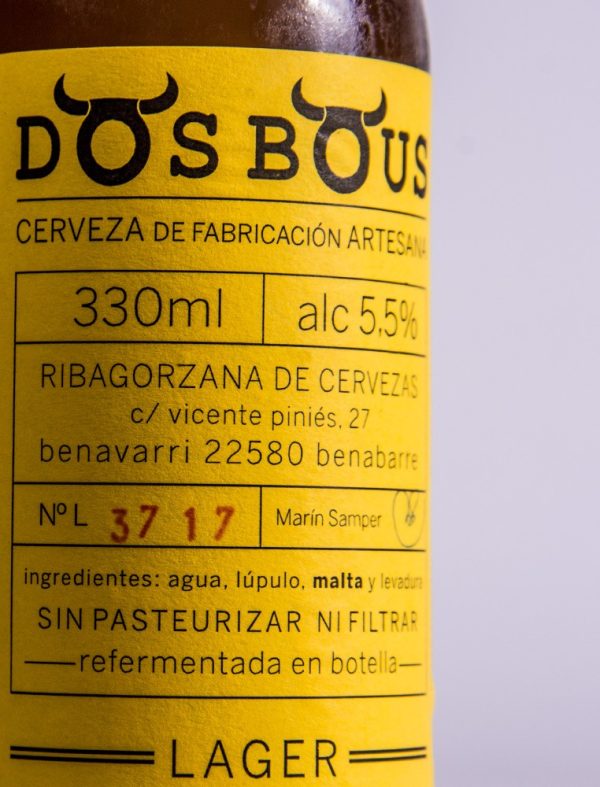 DOS BOUS
CERVEZA DE FABRICACIÓN ARTESANA
330ml
alc 5,5%
RIBAGORZANA DE CERVEZAS
c/ vicente piniés, 27
benavarri 22580 benabarre
Nº L 37 17
Marín Samper
ingredientes: agua, lúpulo, malta y levadura
SIN PASTEURIZAR NI FILTRAR
refermentada en botella
LAGER